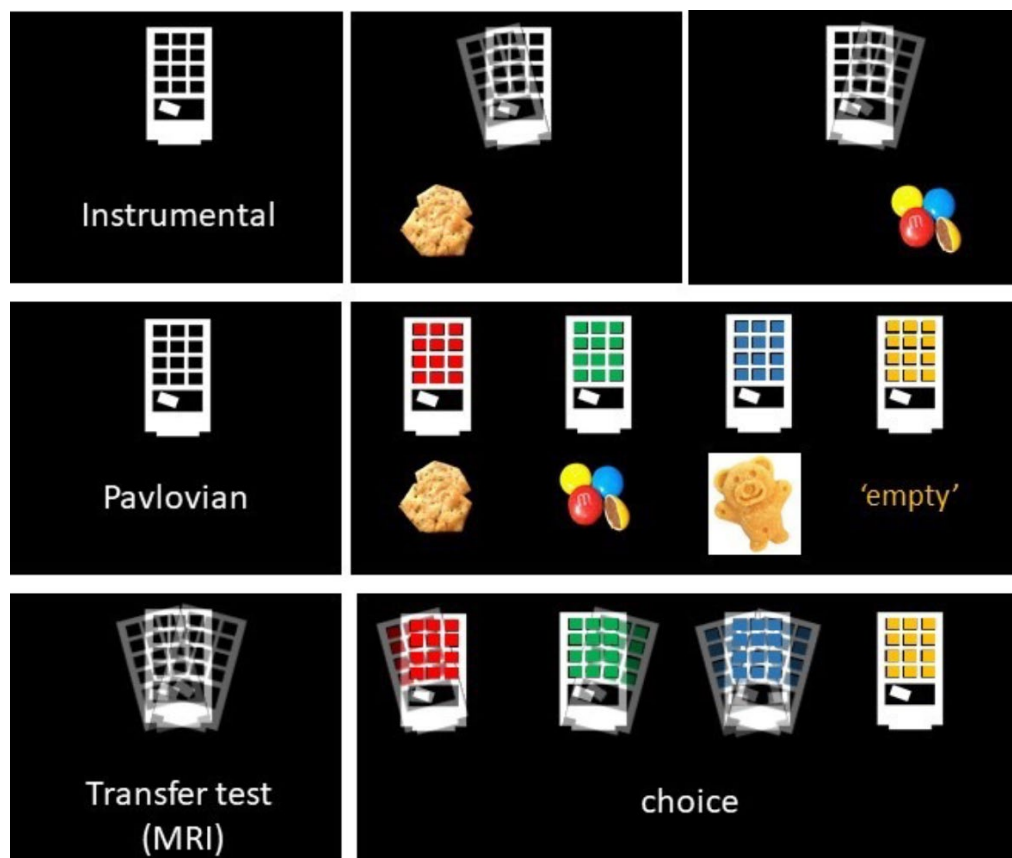 Instrumental
Pavlovian
'empty'
Transfer test
(MRI)
choice